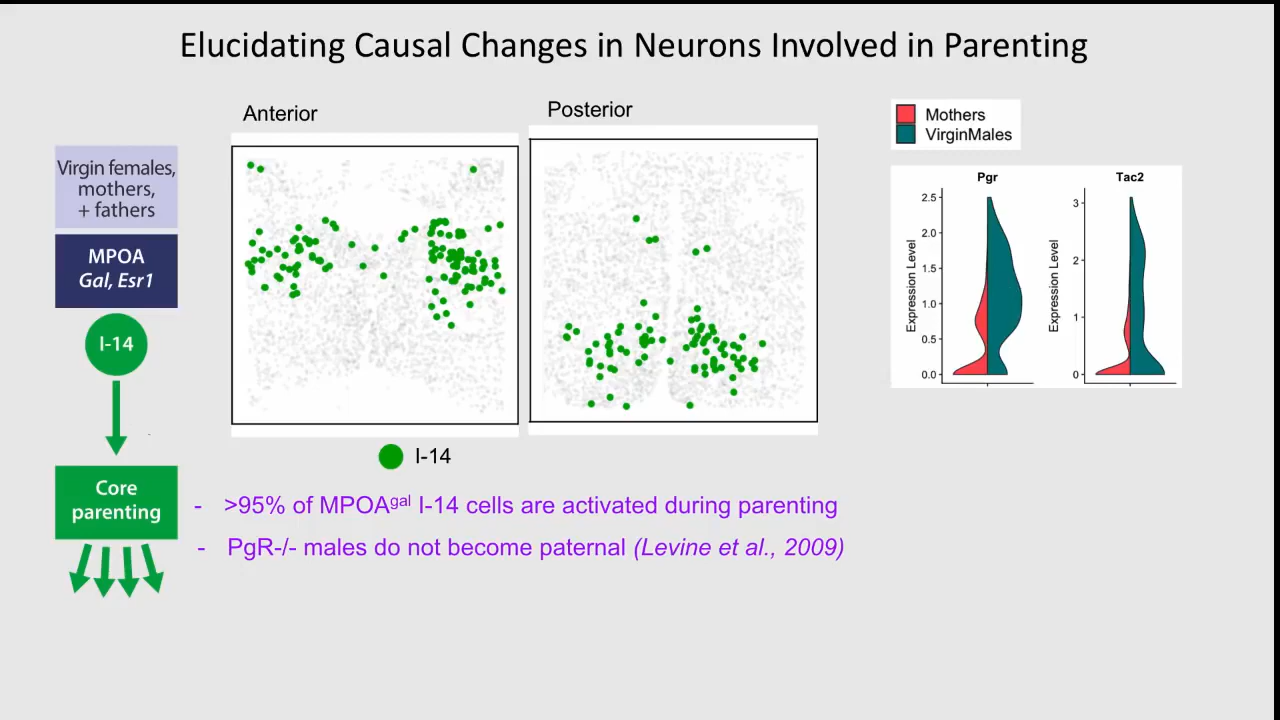 Elucidating Causal Changes in Neurons Involved in Parenting
Virgin females,
mothers,
+ fathers
MPOA
Gal, Esr1
I-14
Core
parenting
Anterior
Posterior
I-14
Mothers
VirginMales
Pgr
Expression Level
2.5
2.0
1.5
1.0
0.5
0.0
Tac2
Expression Level
3
2
1
0
- >95% of MPOAgal I-14 cells are activated during parenting
- PgR-/- males do not become paternal (Levine et al., 2009)